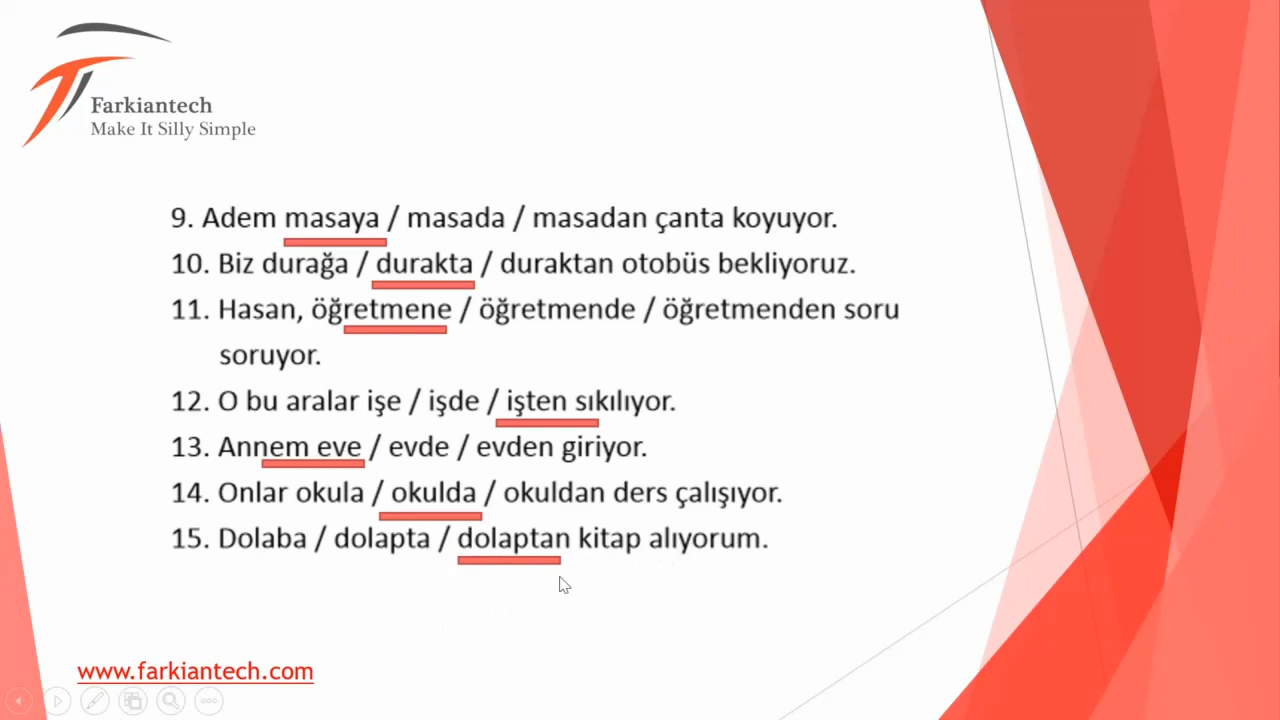 Farkiantech
Make It Silly Simple
9. Adem masaya / masada / masadan çanta koyuyor.
10. Biz durağa / durakta / duraktan otobüs bekliyoruz.
11. Hasan, öğretmene / öğretmende / öğretmenden soru
soruyor.
12. O bu aralar işe / işde / işten sıkılıyor.
13. Annem eve / evde / evden giriyor.
14. Onlar okula / okulda / okuldan ders çalışıyor.
15. Dolaba / dolapta / dolaptan kitap alıyorum.
www.farkiantech.com